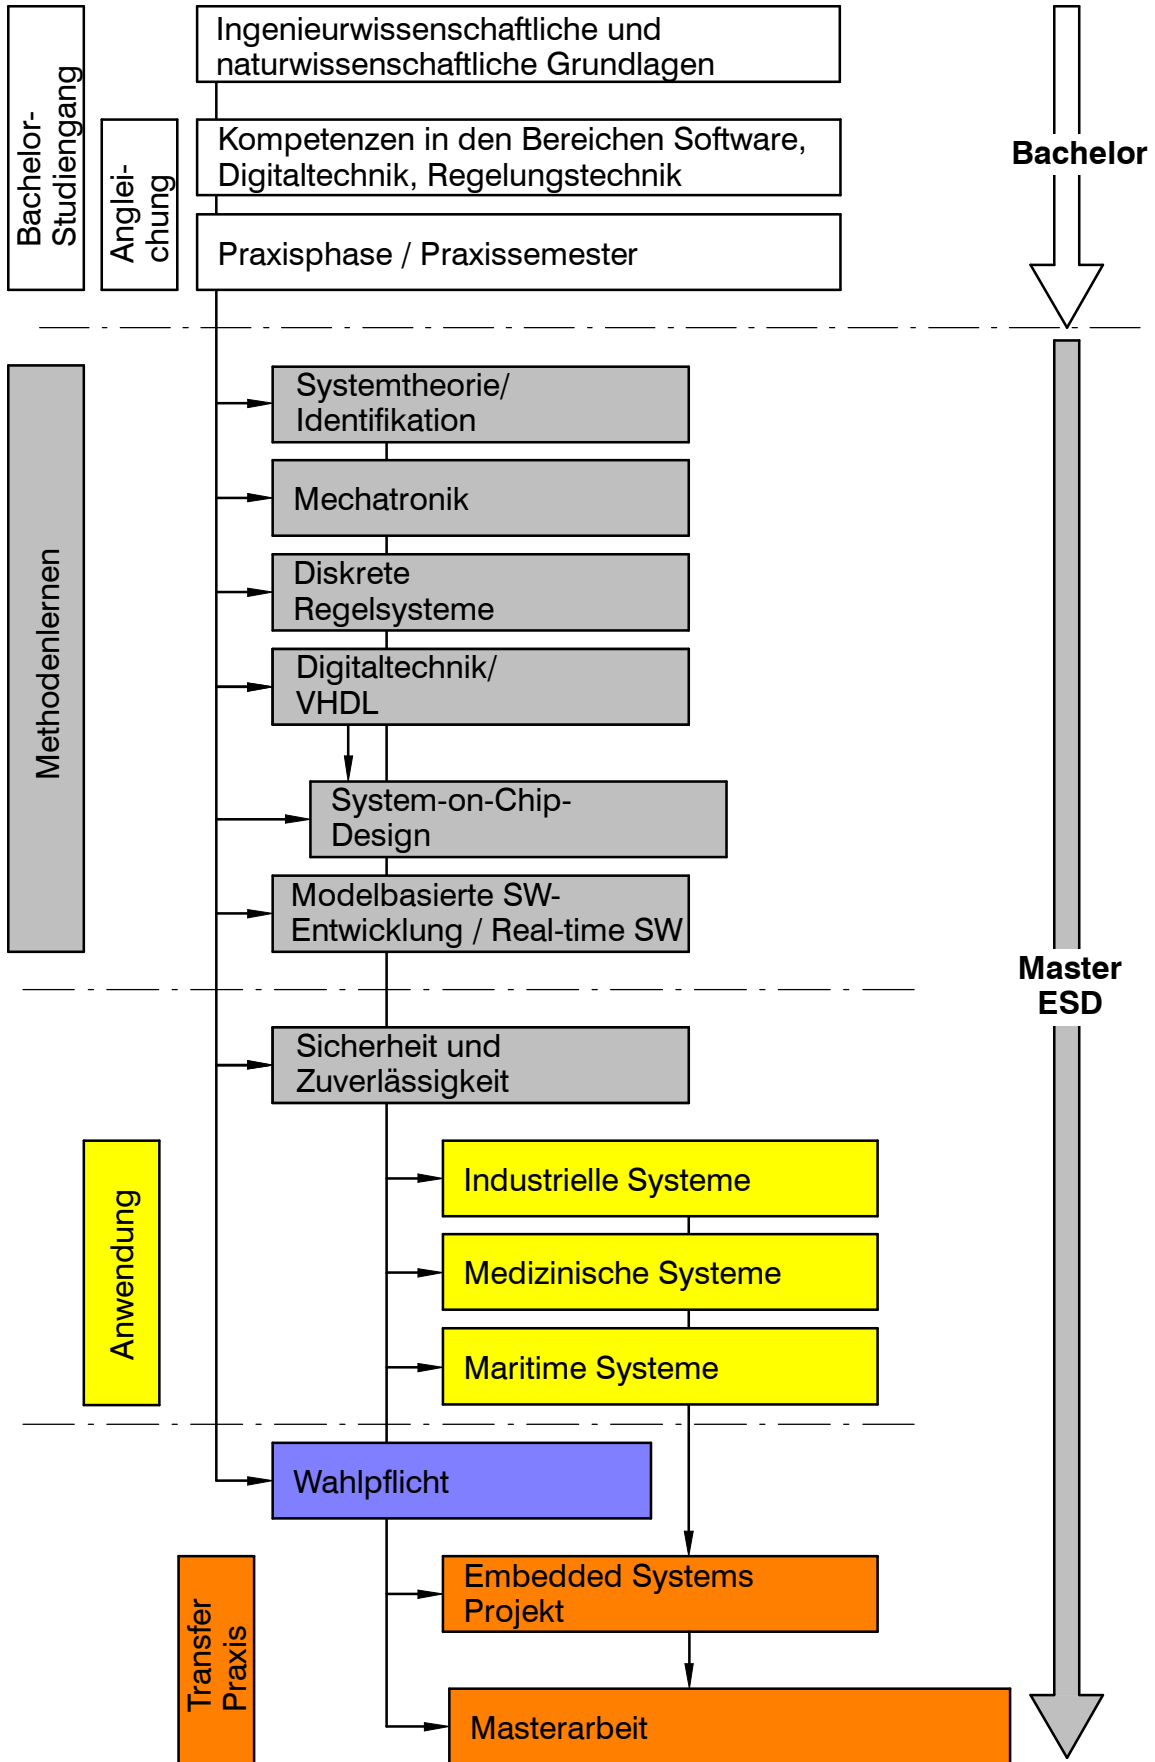 Ingenieurwissenschaftliche und
naturwissenschaftliche Grundlagen
Bachelor-
Studiengang
Anglei-
chung
Kompetenzen in den Bereichen Software,
Digitaltechnik, Regelungstechnik
Bachelor
Praxisphase / Praxissemester
Methodenlernen
Systemtheorie/
Identifikation
Mechatronik
Diskrete
Regelsysteme
Digitaltechnik/
VHDL
System-on-Chip-
Design
Modelbasierte SW-
Entwicklung / Real-time SW
Master
ESD
Sicherheit und
Zuverlässigkeit
Anwendung
Industrielle Systeme
Medizinische Systeme
Maritime Systeme
Wahlpflicht
Transfer
Praxis
Embedded Systems
Projekt
Masterarbeit